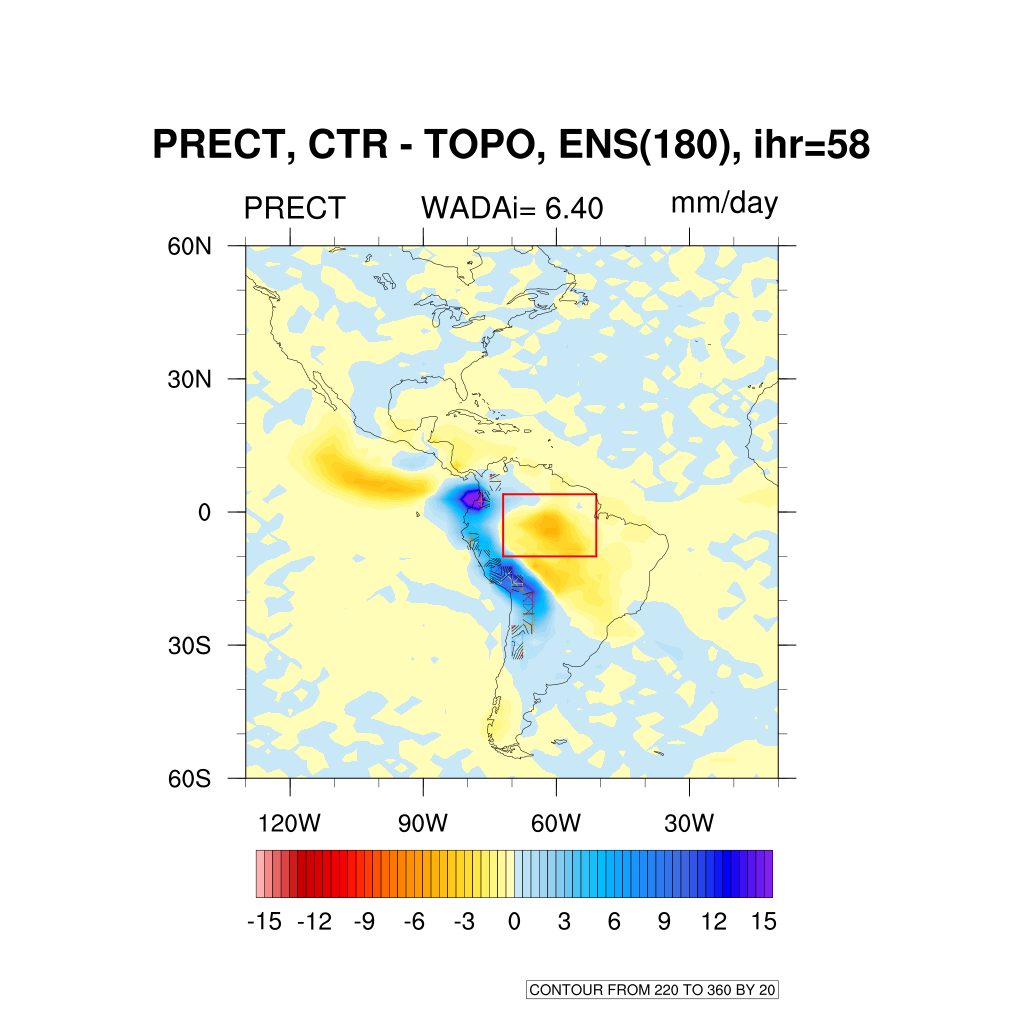 PRECT, CTR - TOPO, ENS(180), ihr=58
PRECT WADAi= 6.40 mm/day
60N
30N
0
30S
60S
120W 90W 60W 30W
-15 -12 -9 -6 -3 0 3 6 9 12 15
CONTOUR FROM 220 TO 360 BY 20